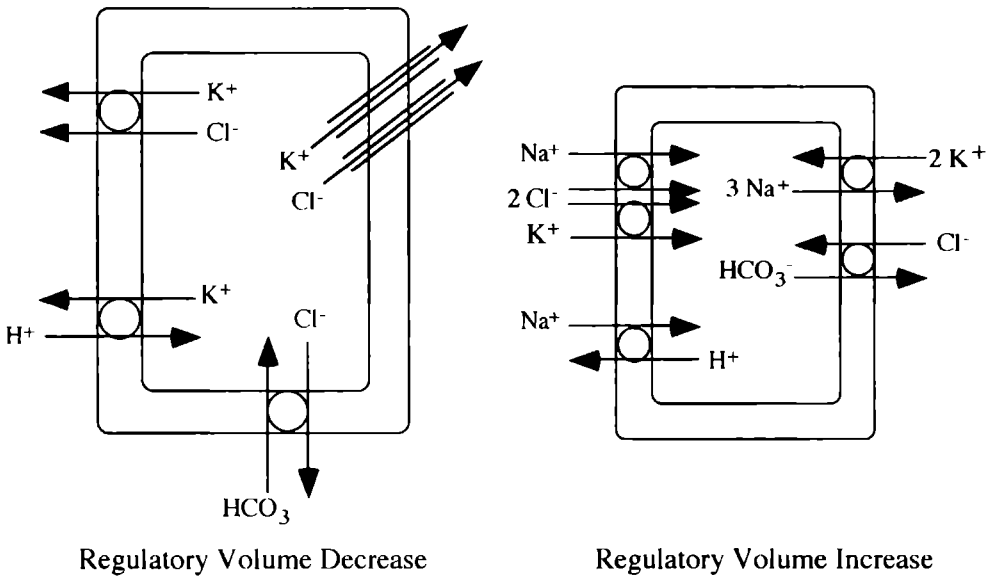 K⁺
Cl⁻
K⁺
Cl⁻
K⁺
H⁺
Cl⁻
HCO₃
Regulatory Volume Decrease
Na⁺
2 Cl⁻
K⁺
2 K⁺
3 Na⁺
Cl⁻
HCO₃⁻
Na⁺
H⁺
Regulatory Volume Increase